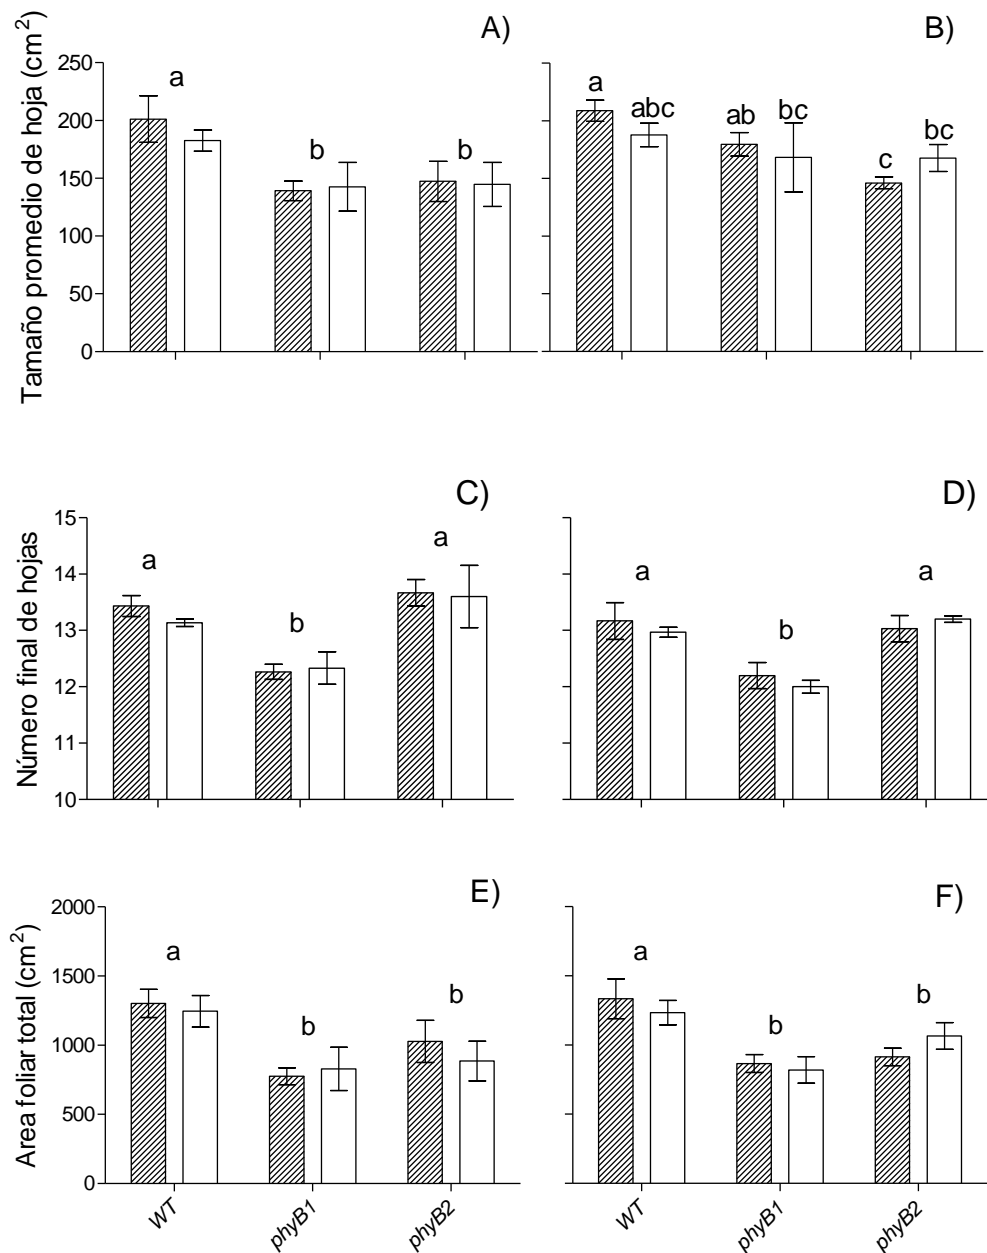 A)
B)
Tamaño promedio de hoja (cm²)
250
200
150
100
50
0
a
b
b
a
abc
ab
bc
c
bc
C)
D)
Número final de hojas
15
14
13
12
11
10
a
b
a
a
b
a
E)
F)
Area foliar total (cm²)
2000
1500
1000
500
0
a
b
b
a
b
b
WT
phyB1
phyB2
WT
phyB1
phyB2